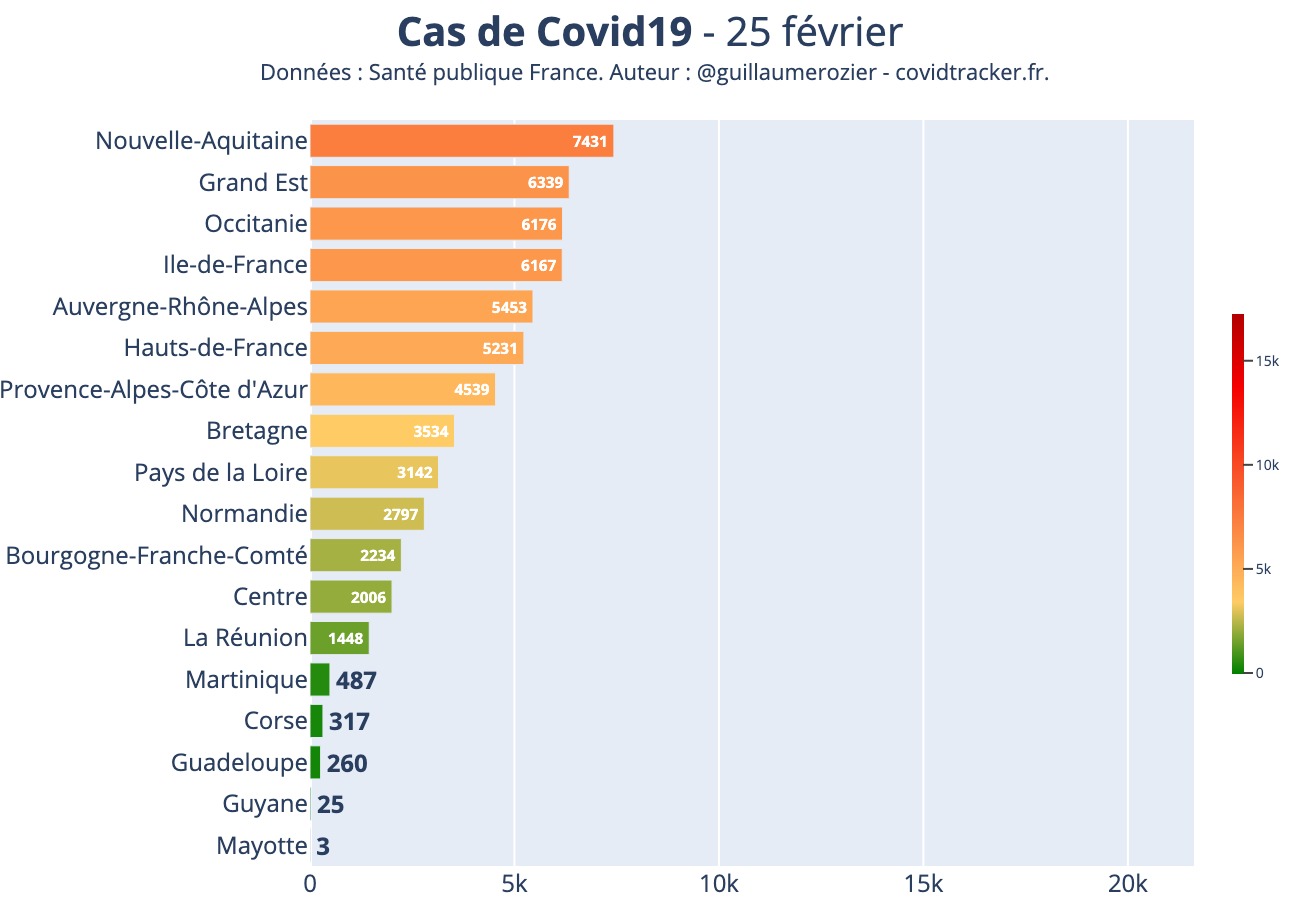 Cas de Covid19 - 25 février
Données : Santé publique France. Auteur : @guillaumerozier - covidtracker.fr.
Nouvelle-Aquitaine 7431
Grand Est 6339
Occitanie 6176
Ile-de-France 6167
Auvergne-Rhône-Alpes 5453
Hauts-de-France 5231
Provence-Alpes-Côte d'Azur 4539
Bretagne 3534
Pays de la Loire 3142
Normandie 2797
Bourgogne-Franche-Comté 2234
Centre 2006
La Réunion 1448
Martinique 487
Corse 317
Guadeloupe 260
Guyane 25
Mayotte 3
0 5k 10k 15k 20k
15k
10k
5k
0